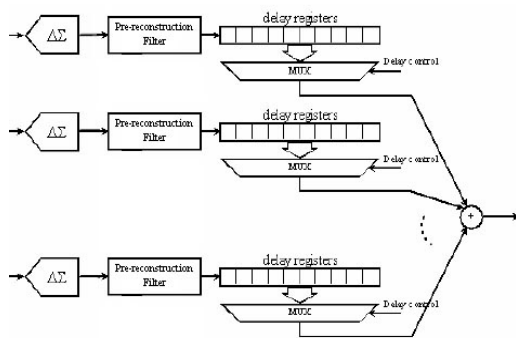 delay registers
ΔΣ
Pre-reconstruction
Filter
MUX
Delay control
delay registers
ΔΣ
Pre-reconstruction
Filter
MUX
Delay control
+
delay registers
ΔΣ
Pre-reconstruction
Filter
MUX
Delay control